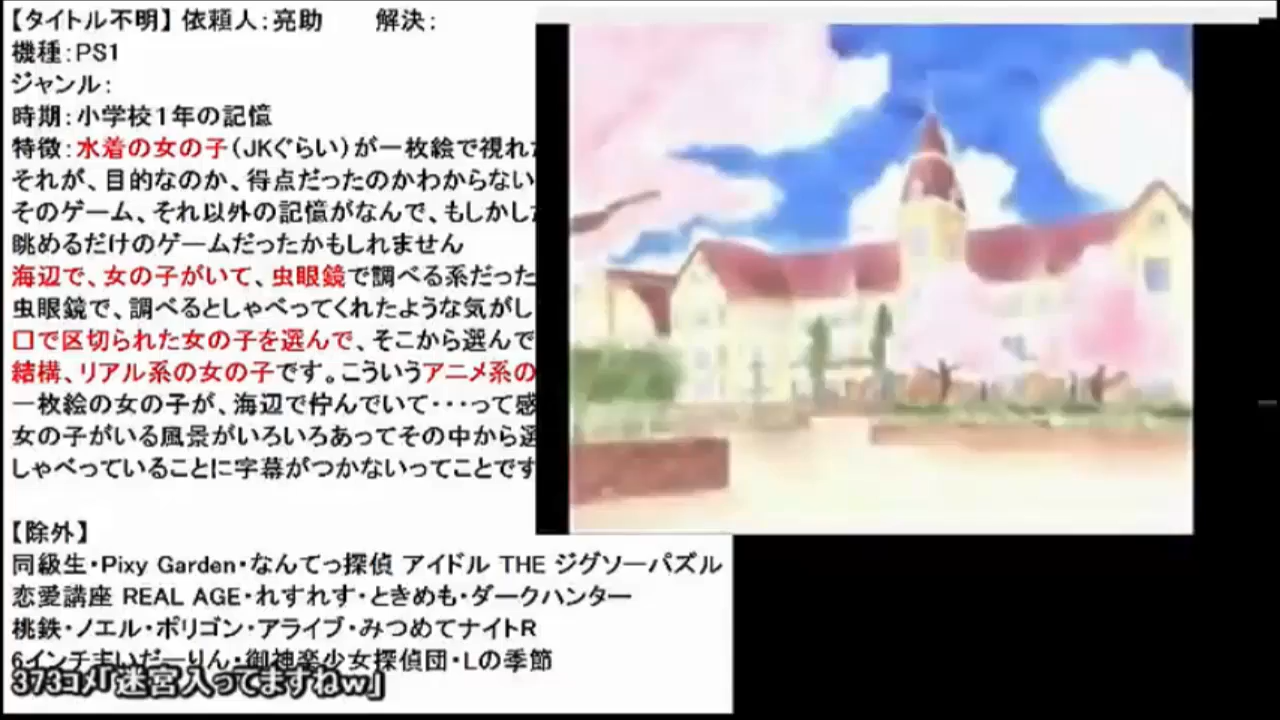 【タイトル不明】依頼人:亮助　　解決:
機種:PS1
ジャンル:
時期:小学校1年の記憶
特徴:水着の女の子(JKぐらい)が一枚絵で視れ
それが、目的なのか、得点だったのかわからない
そのゲーム、それ以外の記憶がなんで、もしかし
眺めるだけのゲームだったかもしれません
海辺で、女の子がいて、虫眼鏡で調べる系だった
虫眼鏡で、調べるとしゃべってくれたような気がし
口で区切られた女の子を選んで、そこから選んで
結構、リアル系の女の子です。こういうアニメ系の
一枚絵の女の子が、海辺で佇んでいて・・・って感
女の子がいる風景がいろいろあってその中から選
しゃべっていることに字幕がつかないってことです
【除外】
同級生・Pixy Garden・なんてっ探偵 アイドル THE ジグソーパズル
恋愛講座 REAL AGE・れすれす・ときめも・ダークハンター
桃鉄・ノエル・ポリゴン・アライブ・みつめてナイトR
6インチまいだーりん・御神楽少女探偵団・Lの季節
373コメ「迷宮入ってますねw」